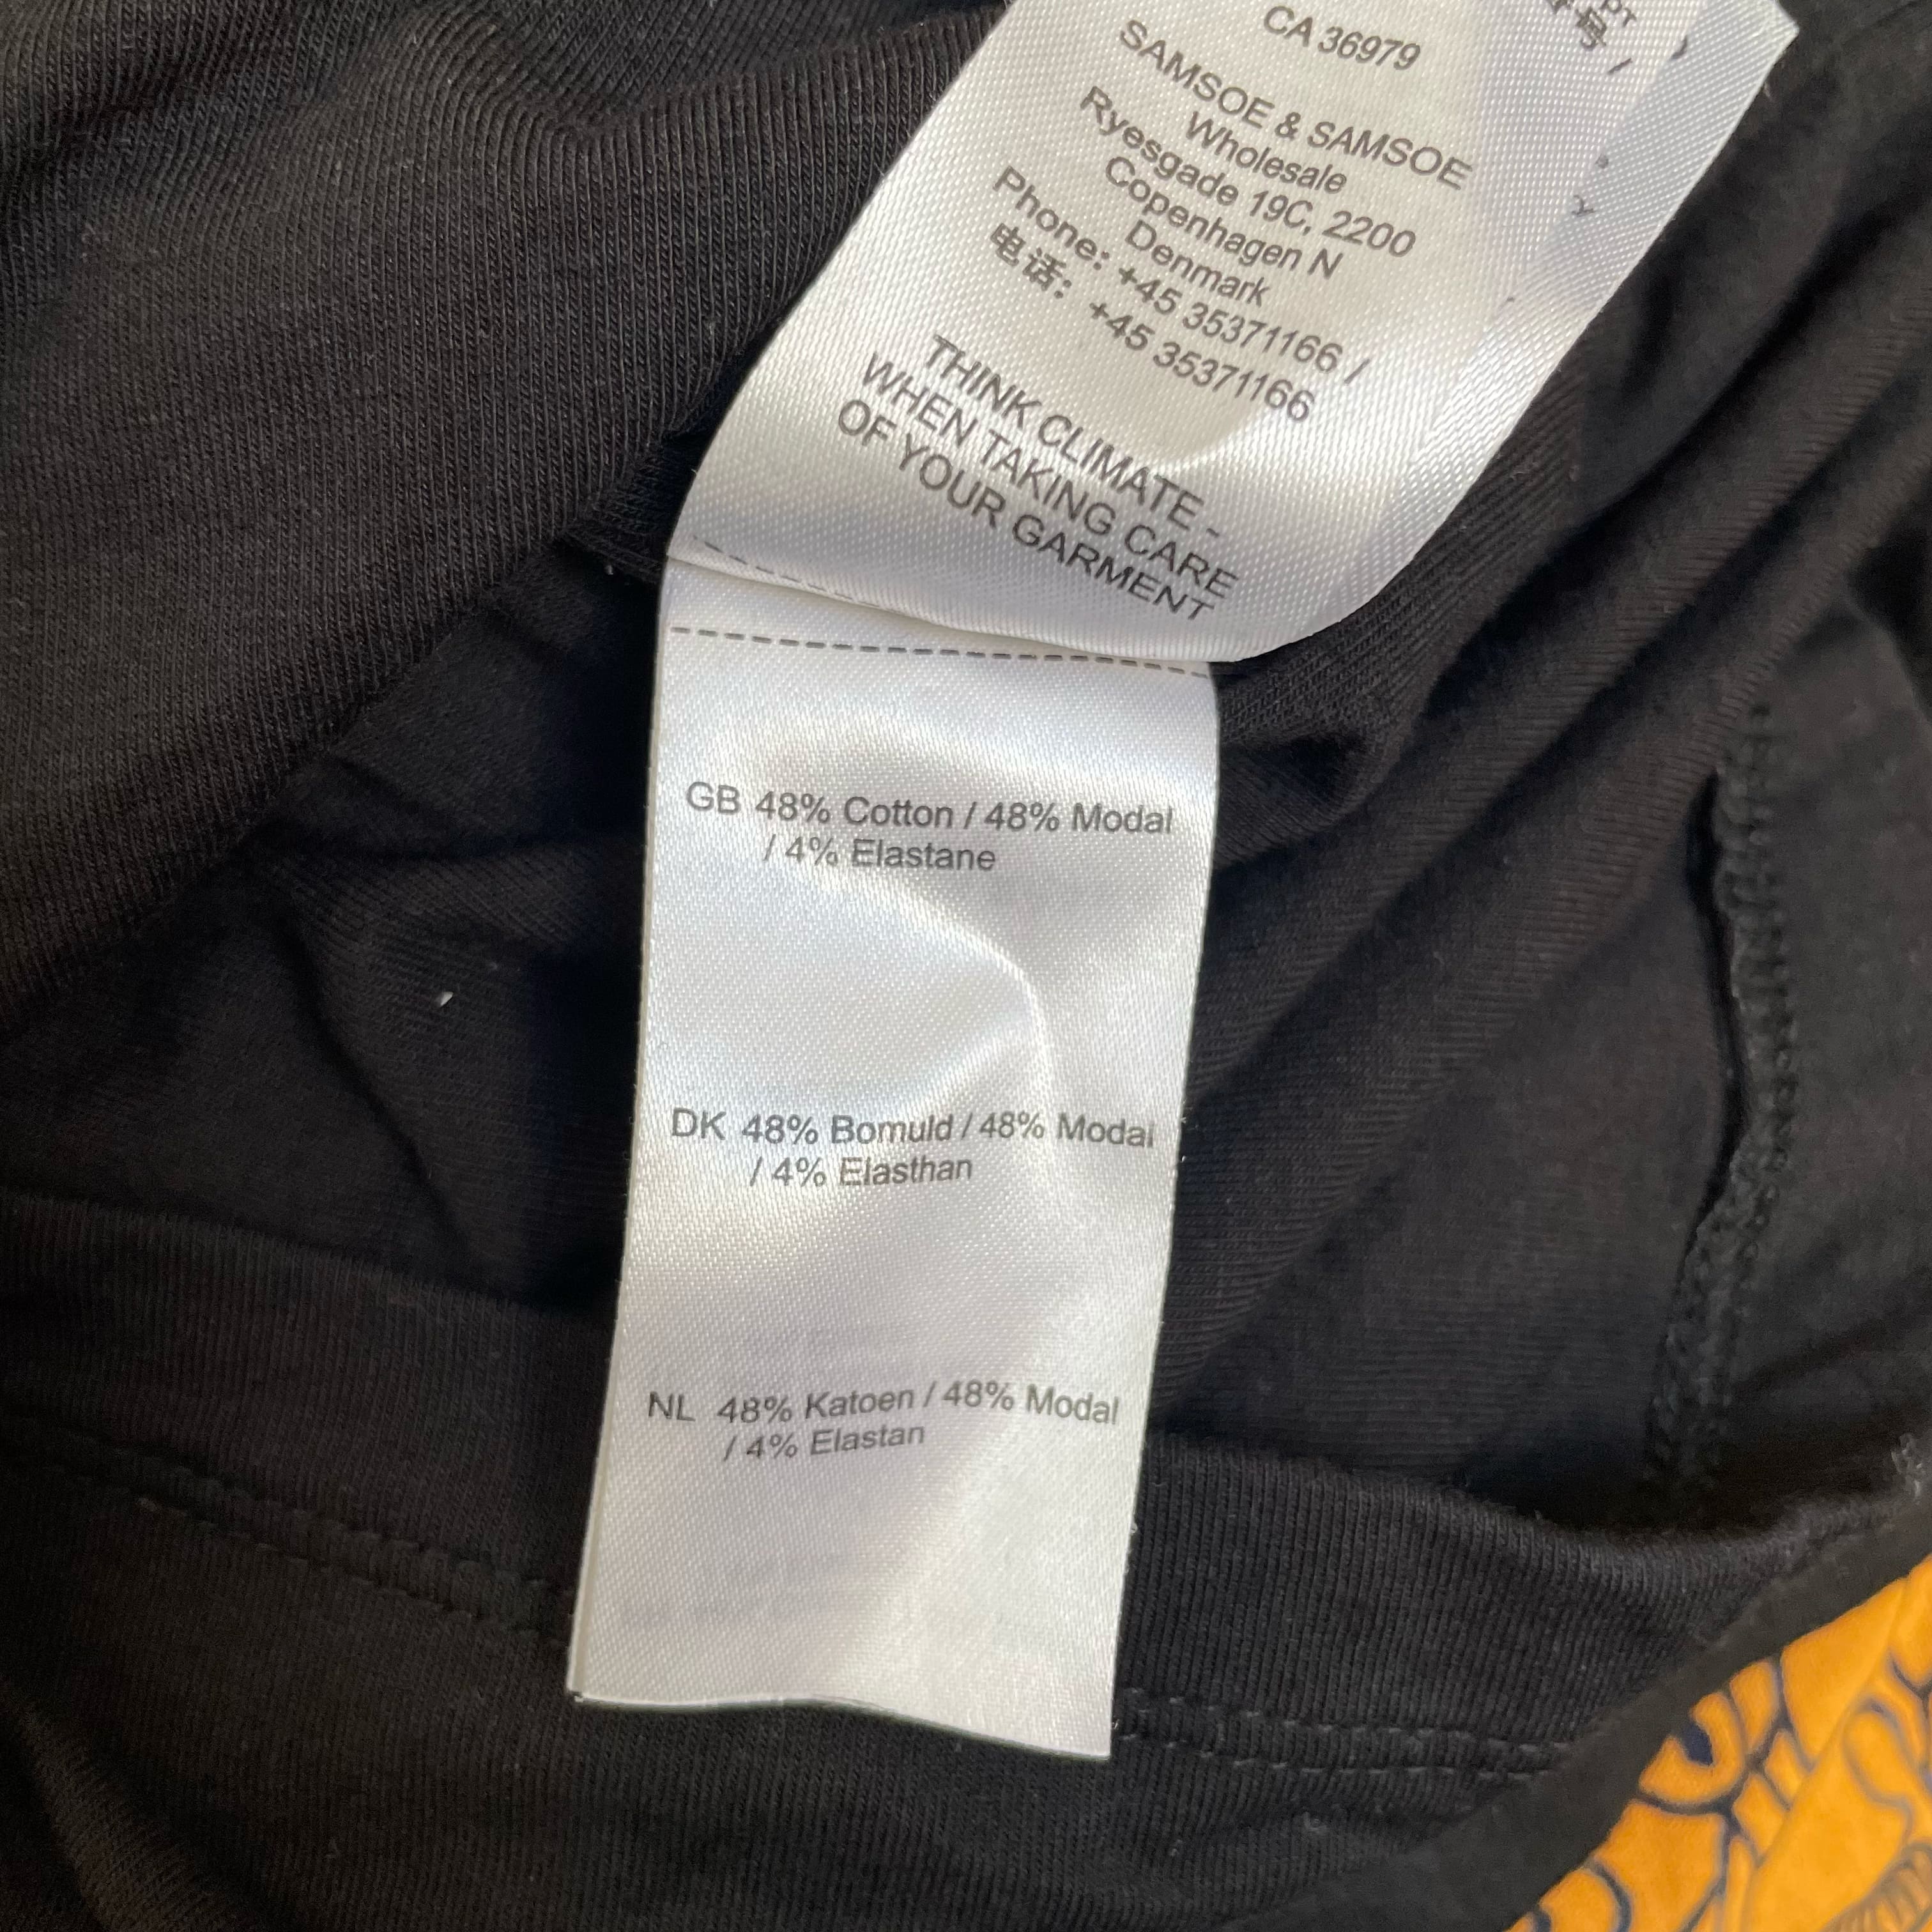 CA 36979
SAMSOE & SAMSOE
Wholesale
Ryesgade 19C, 2200
Copenhagen N
Denmark
Phone: +45 35371166 /
电话: +45 35371166
THINK CLIMATE -
WHEN TAKING CARE
OF YOUR GARMENT
GB 48% Cotton / 48% Modal
/ 4% Elastane
DK 48% Bomuld / 48% Modal
/ 4% Elasthan
NL 48% Katoen / 48% Modal
/ 4% Elastan